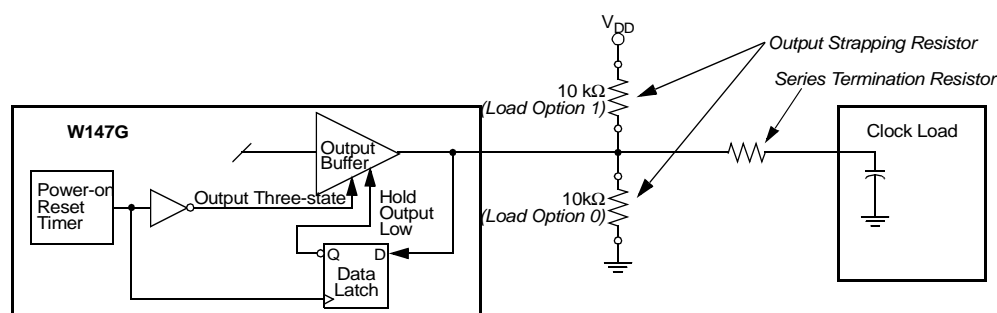 V_DD
Output Strapping Resistor
Series Termination Resistor
10 kΩ
(Load Option 1)
W147G
Output
Buffer
Clock Load
Power-on
Reset
Timer
Output Three-state
Hold
Output
Low
10kΩ
(Load Option 0)
Q
D
Data
Latch